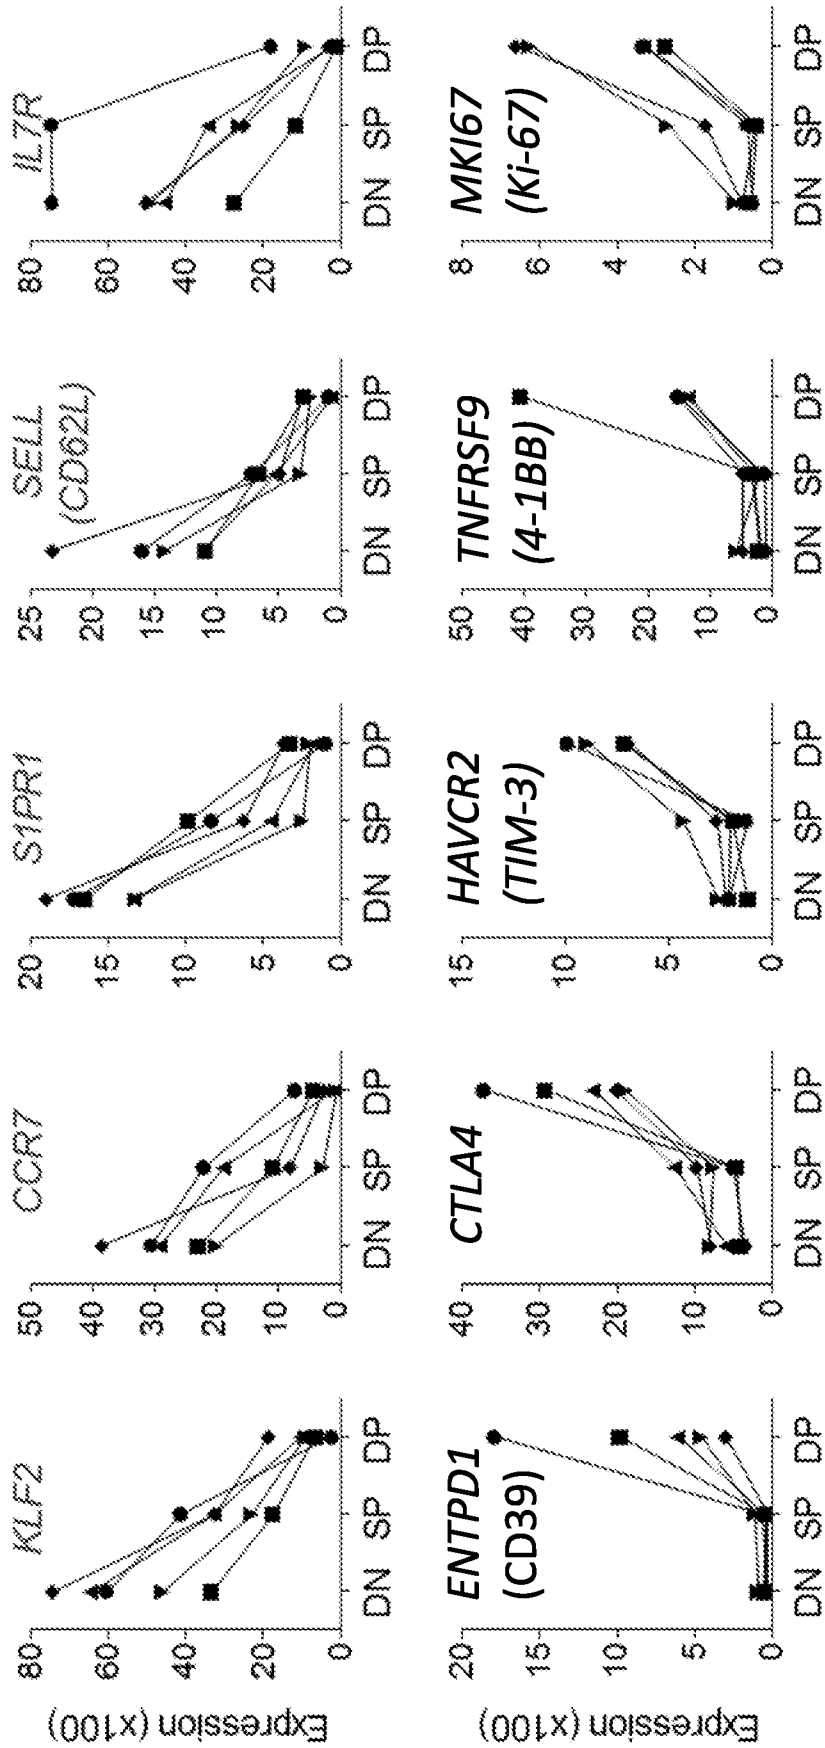 KLF2
Expression (x100)
80
60
40
20
0
DN SP DP
CCR7
50
40
30
20
10
0
DN SP DP
S1PR1
20
15
10
5
0
DN SP DP
SELL
(CD62L)
25
20
15
10
5
0
DN SP DP
IL7R
80
60
40
20
0
DN SP DP
ENTPD1
(CD39)
Expression (x100)
20
15
10
5
0
DN SP DP
CTLA4
40
30
20
10
0
DN SP DP
HAVCR2
(TIM-3)
15
10
5
0
DN SP DP
TNFRSF9
(4-1BB)
50
40
30
20
10
0
DN SP DP
MKI67
(Ki-67)
8
6
4
2
0
DN SP DP